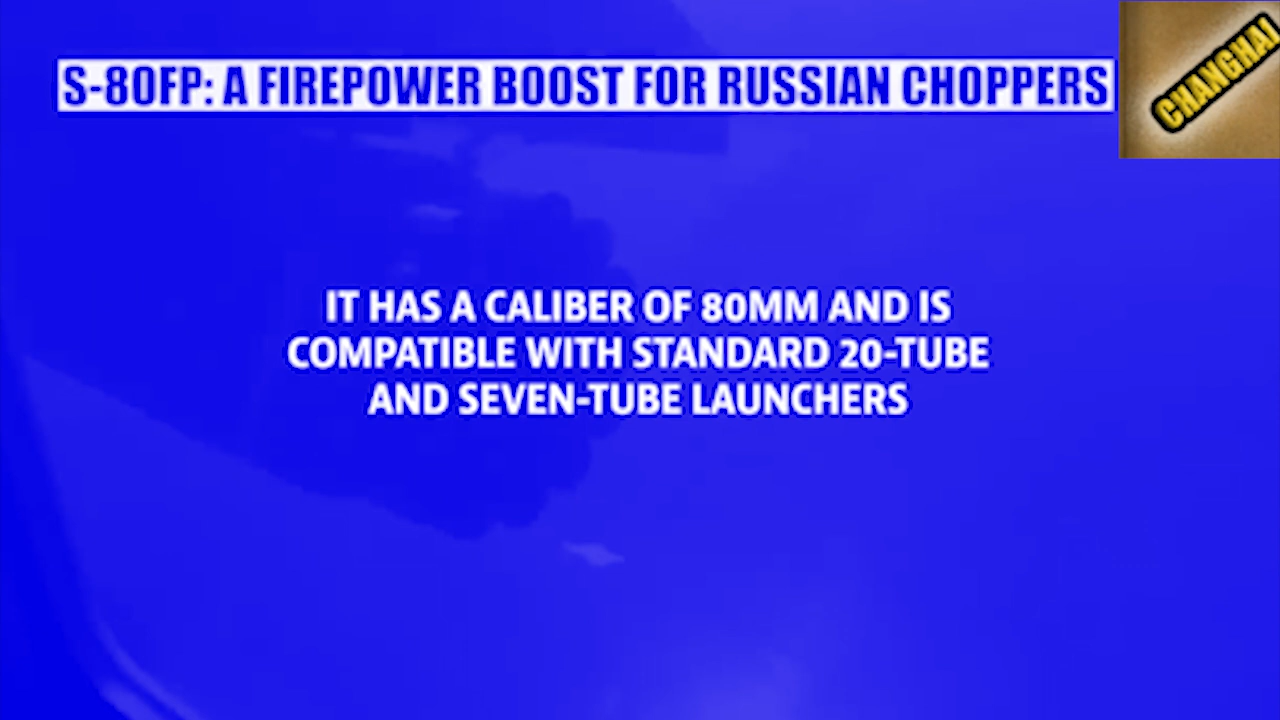 S-80FP: A FIREPOWER BOOST FOR RUSSIAN CHOPPERS
CHANGHAI
IT HAS A CALIBER OF 80MM AND IS
COMPATIBLE WITH STANDARD 20-TUBE
AND SEVEN-TUBE LAUNCHERS